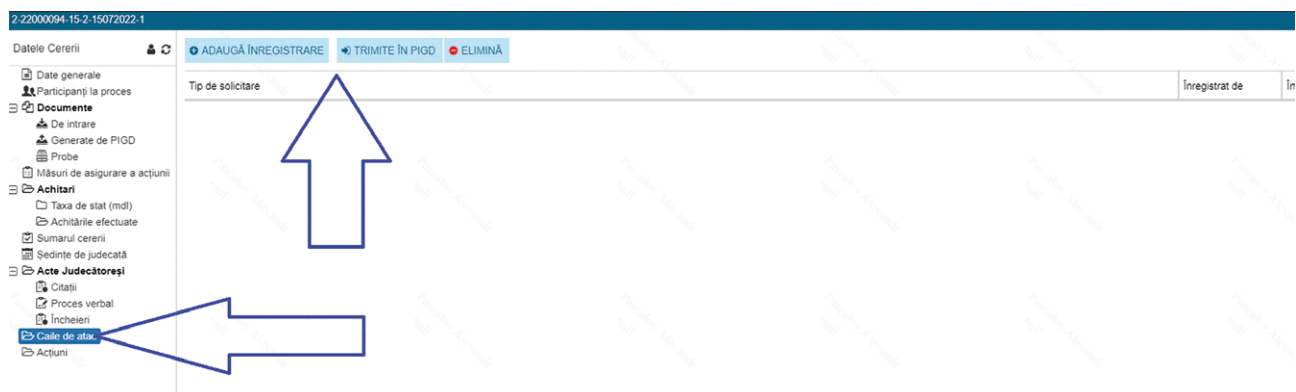 2-22000094-15-2-15072022-1
Datele Cererii
ADAUGĂ ÎNREGISTRARE TRIMITE ÎN PIGD ELIMINĂ
Tip de solicitare Înregistrat de
Date generale
Participanți la proces
Documente
De intrare
Generate de PIGD
Probe
Măsuri de asigurare a acțiunii
Achitari
Taxa de stat (mdl)
Achitările efectuate
Sumarul cererii
Ședințe de judecată
Acte Judecătorești
Citații
Proces verbal
Încheieri
Caile de atac
Acțiuni